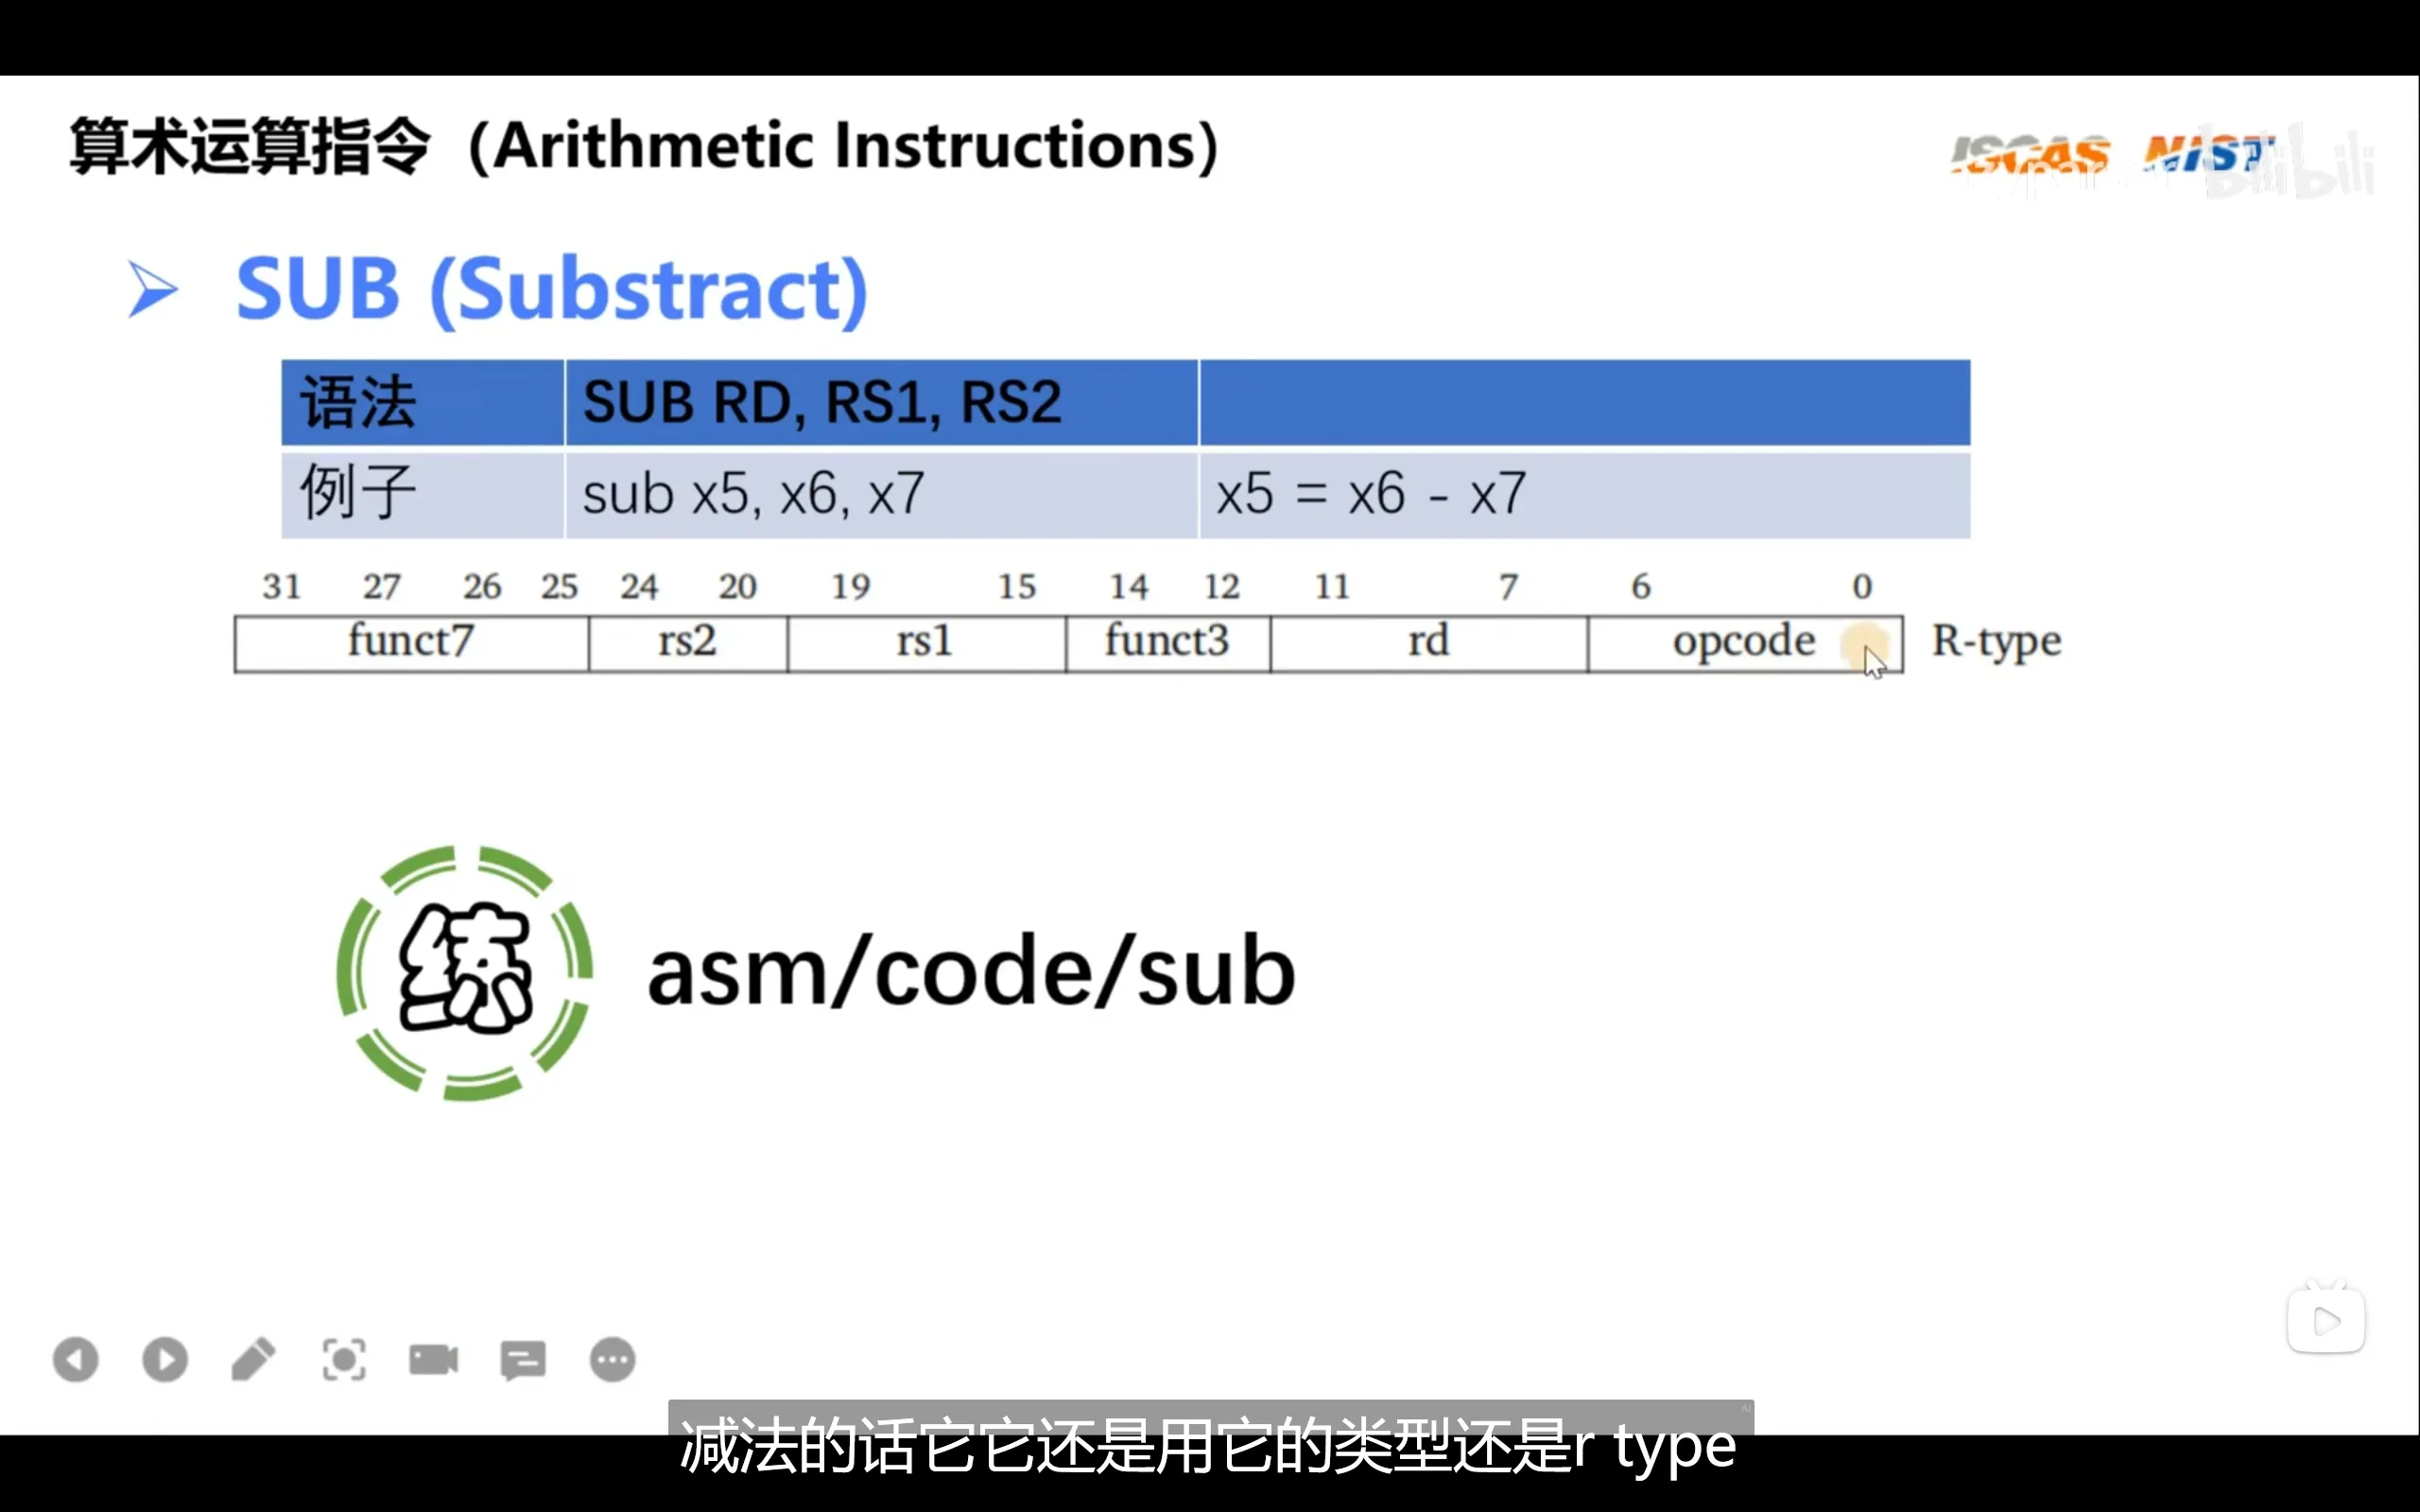 算术运算指令（Arithmetic Instructions）
ISCAS NIST
bilibili
SUB (Substract)
语法 SUB RD, RS1, RS2
例子 sub x5, x6, x7 x5 = x6 - x7
31 27 26 25 24 20 19 15 14 12 11 7 6 0
funct7 rs2 rs1 funct3 rd opcode R-type
练 asm/code/sub
AI
减法的话它它还是用它的类型还是r type